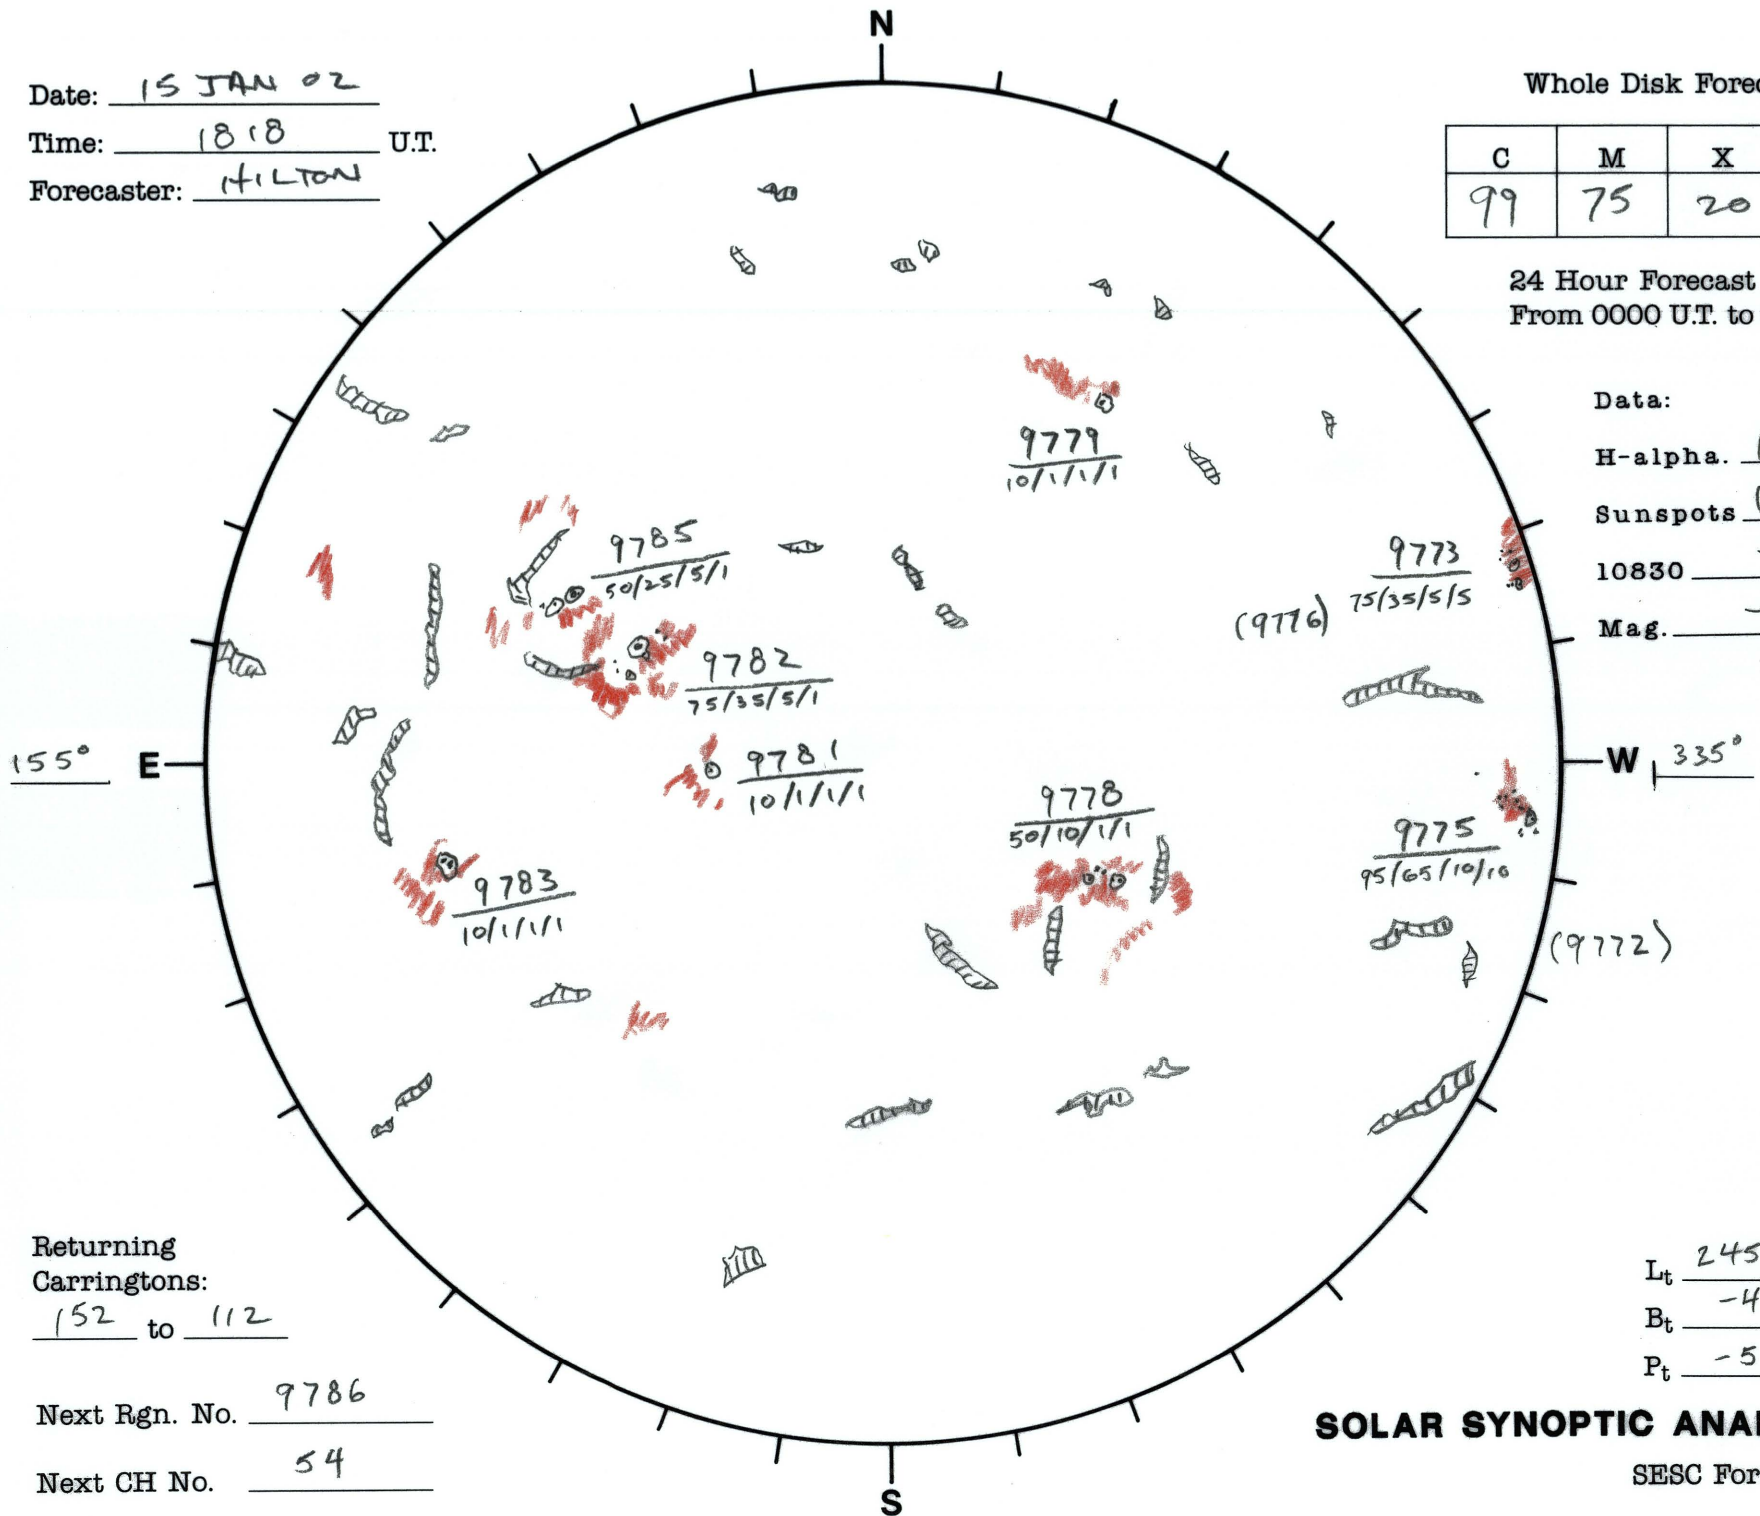 N
Date: 15 JAN 02
Time: 1818 U.T.
Forecaster: HILTON
Whole Disk Forec
C M X
99 75 20
24 Hour Forecast
From 0000 U.T. to
Data:
H-alpha.
Sunspots
10830
Mag.
9779
10/1/1/1
9785
50/25/5/1
9773
75/35/5/5
(9776)
9782
75/35/5/1
155° E
9781
10/1/1/1
W 335°
9778
50/10/1/1
9775
95/65/10/10
9783
10/1/1/1
(9772)
Returning
Carringtons:
152 to 112
Next Rgn. No. 9786
Next CH No. 54
Lt 245
Bt -4
Pt -5
SOLAR SYNOPTIC ANA
SESC For
S